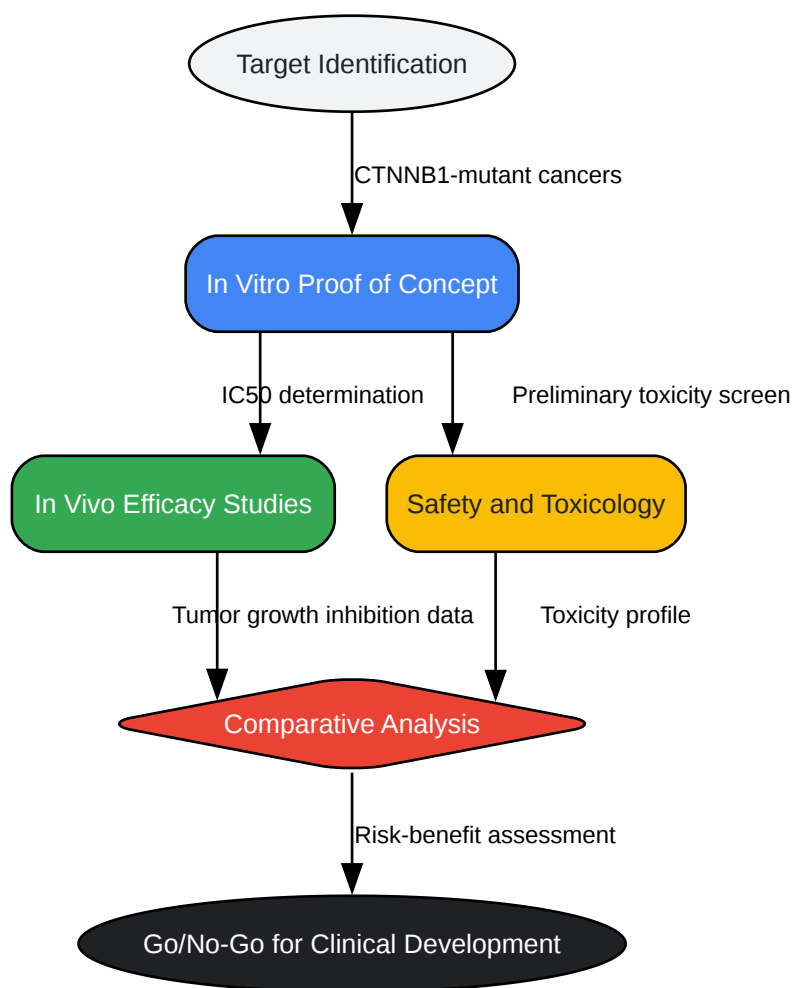 Target Identification
CTNNB1-mutant cancers
In Vitro Proof of Concept
IC50 determination
Preliminary toxicity screen
In Vivo Efficacy Studies
Safety and Toxicology
Tumor growth inhibition data
Toxicity profile
Comparative Analysis
Risk-benefit assessment
Go/No-Go for Clinical Development